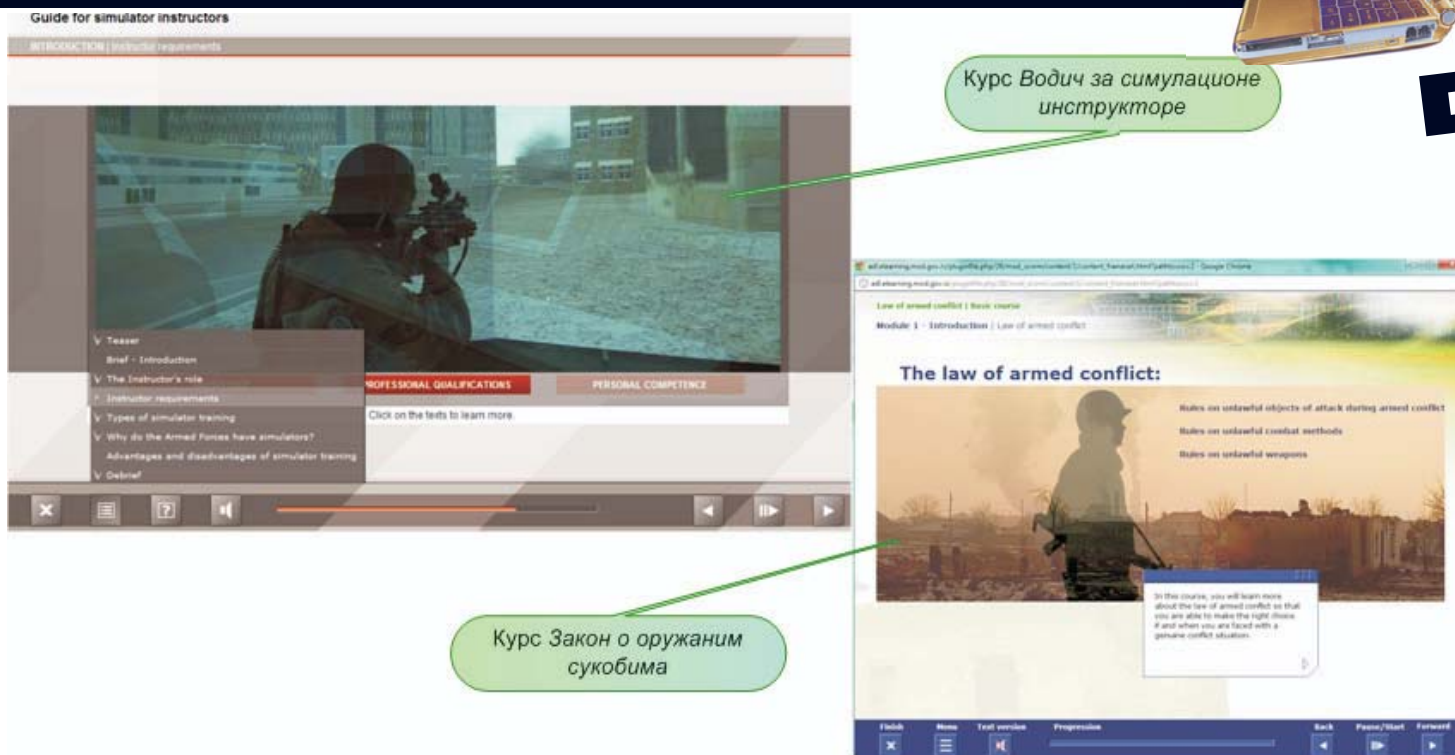 Guide for simulator instructors
INTRODUCTION | Instructor requirements
Курс Водич за симулационе
инструкторе
Teaser
Brief - Introduction
The Instructor's role
Instructor requirements
Types of simulator training
Why do the Armed Forces have simulators?
Advantages and disadvantages of simulator training
Debrief
PROFESSIONAL QUALIFICATIONS
PERSONAL COMPETENCE
Click on the texts to learn more.
Курс Закон о оружаним
сукобима
Google Chrome
Law of armed conflict | Basic course
Module 1 - Introduction | Law of armed conflict
The law of armed conflict:
Rules on unlawful objects of attack during armed conflict
Rules on unlawful combat methods
Rules on unlawful weapons
In this course, you will learn more
about the law of armed conflict so that
you are able to make the right choice
if and when you are faced with a
genuine conflict situation.
Finish Menu Text version Progression Back Pause/Start Forward